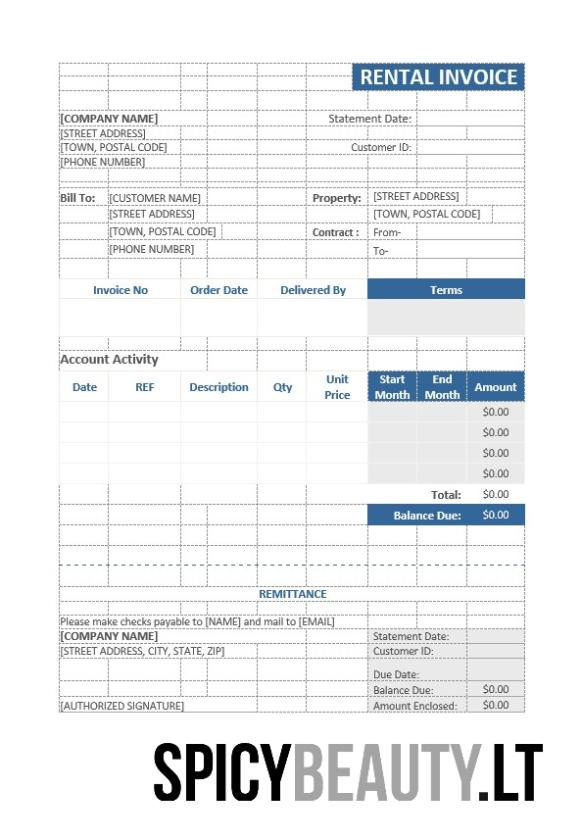 RENTAL INVOICE
[COMPANY NAME] Statement Date:
[STREET ADDRESS]
[TOWN, POSTAL CODE] Customer ID:
[PHONE NUMBER]
Bill To: [CUSTOMER NAME] Property: [STREET ADDRESS]
[STREET ADDRESS] [TOWN, POSTAL CODE]
[TOWN, POSTAL CODE] Contract : From-
[PHONE NUMBER] To-
Invoice No Order Date Delivered By Terms
Account Activity
Date REF Description Qty Unit Price Start Month End Month Amount
$0.00
$0.00
$0.00
$0.00
Total: $0.00
Balance Due: $0.00
REMITTANCE
Please make checks payable to [NAME] and mail to [EMAIL]
[COMPANY NAME] Statement Date:
[STREET ADDRESS, CITY, STATE, ZIP] Customer ID:
Due Date:
Balance Due: $0.00
[AUTHORIZED SIGNATURE] Amount Enclosed: $0.00
SPICYBEAUTY.LT